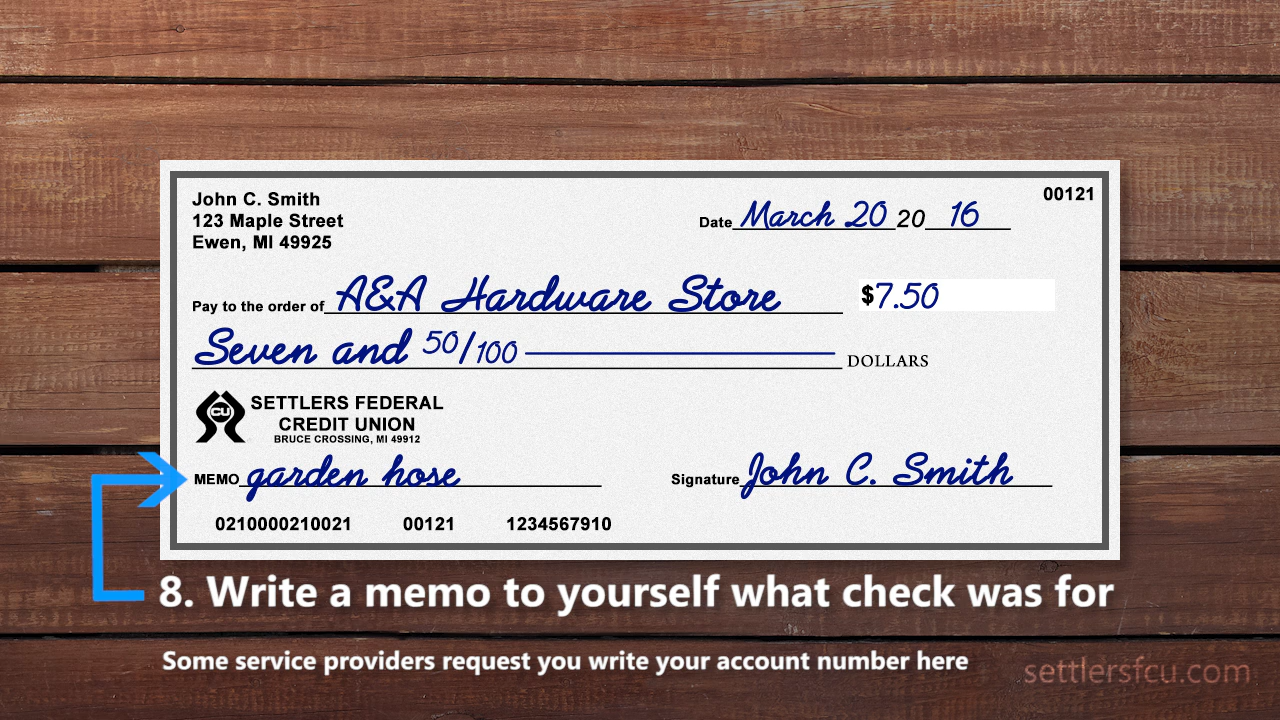 John C. Smith
123 Maple Street
Ewen, MI 49925
00121
Date March 20 20 16
Pay to the order of A&A Hardware Store $7.50
Seven and 50/100 DOLLARS
CU
SETTLERS FEDERAL
CREDIT UNION
BRUCE CROSSING, MI 49912
MEMO garden hose
Signature John C. Smith
0210000210021 00121 1234567910
8. Write a memo to yourself what check was for
Some service providers request you write your account number here
settlersfcu.com